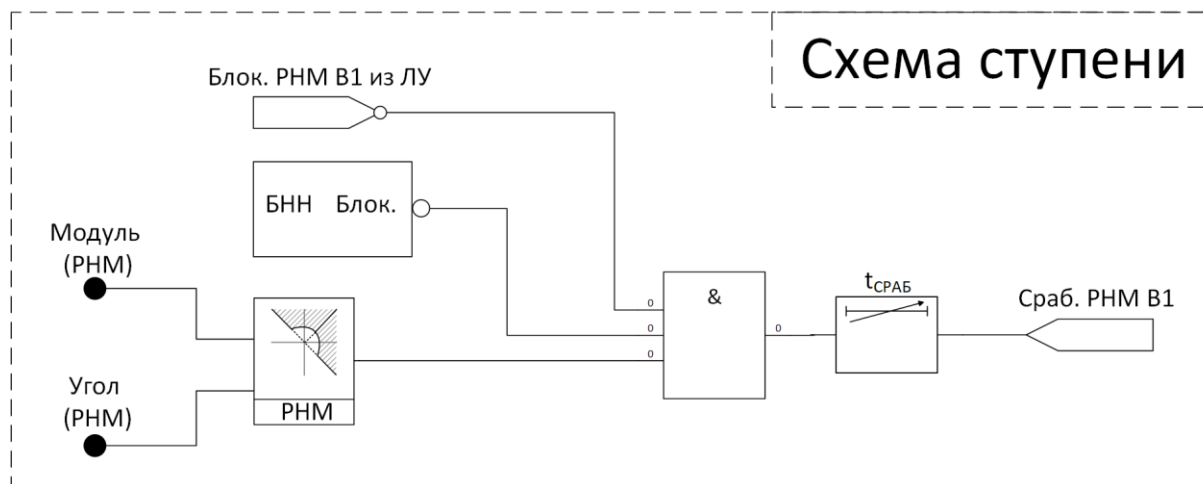 Схема ступени
Блок. РНМ В1 из ЛУ
БНН Блок.
Модуль
(РНМ)
&
tСРАБ
Сраб. РНМ В1
0
0
0
0
Угол
(РНМ)
РНМ